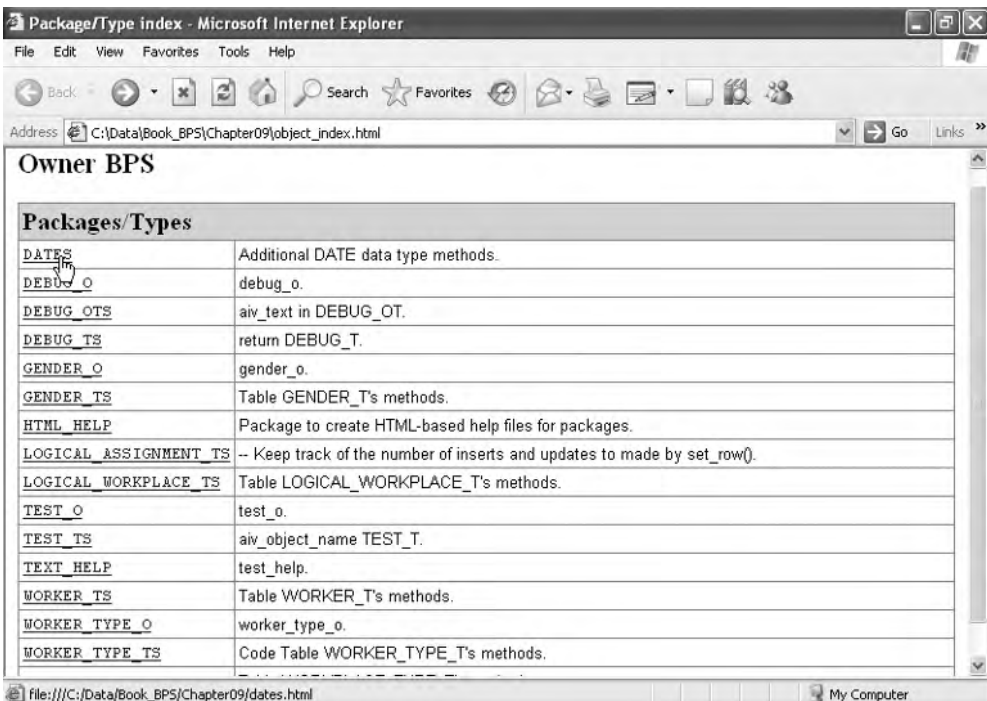 Package/Type index - Microsoft Internet Explorer
File Edit View Favorites Tools Help
Back Search Favorites
Address C:\Data\Book_BPS\Chapter09\object_index.html Go Links »
Owner BPS
Packages/Types
DATES Additional DATE data type methods.
DEBUG_O debug_o.
DEBUG_OTS aiv_text in DEBUG_OT.
DEBUG_TS return DEBUG_T.
GENDER_O gender_o.
GENDER_TS Table GENDER_T's methods.
HTML_HELP Package to create HTML-based help files for packages.
LOGICAL_ASSIGNMENT_TS -- Keep track of the number of inserts and updates to made by set_row().
LOGICAL_WORKPLACE_TS Table LOGICAL_WORKPLACE_T's methods.
TEST_O test_o.
TEST_TS aiv_object_name TEST_T.
TEXT_HELP test_help.
WORKER_TS Table WORKER_T's methods.
WORKER_TYPE_O worker_type_o.
WORKER_TYPE_TS Code Table WORKER_TYPE_T's methods.
file:///C:/Data/Book_BPS/Chapter09/dates.html My Computer